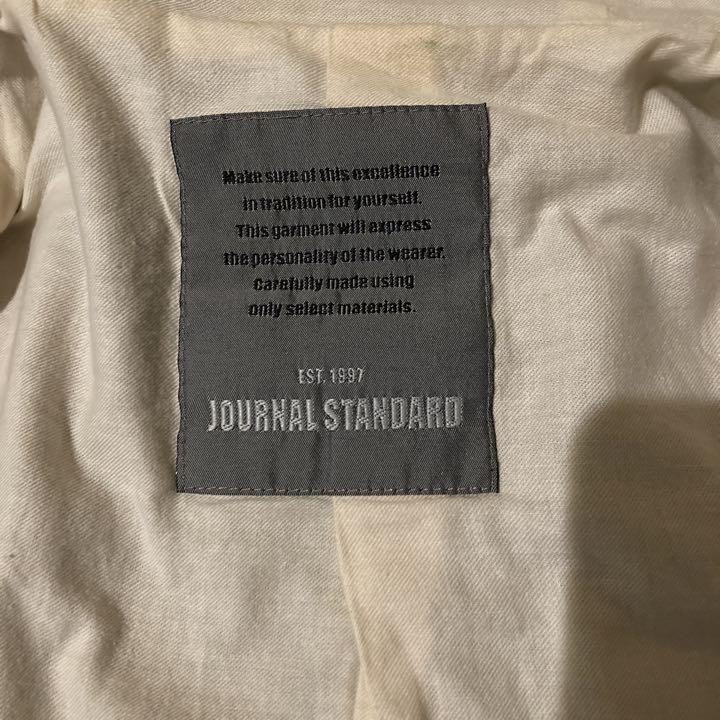 Make sure of this excellence
in tradition for yourself.
This garment will express
the personality of the wearer.
Carefully made using
only select materials.
EST. 1997
JOURNAL STANDARD